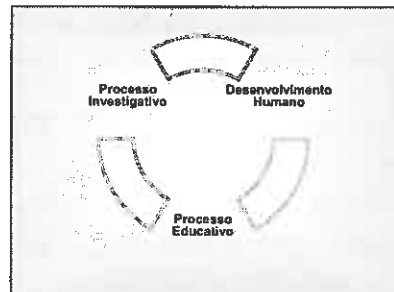 Processo
Investigativo
Desenvolvimento
Humano
Processo
Educativo